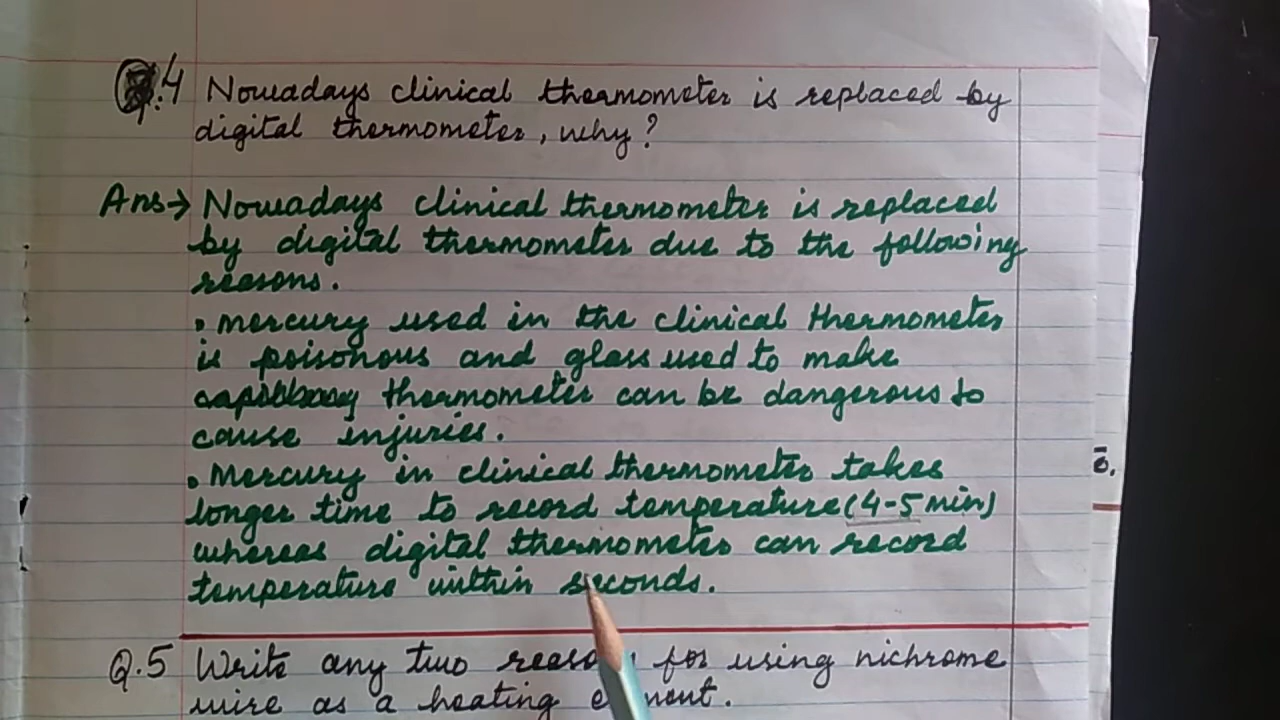 Q.4 Nowadays clinical thermometer is replaced by
digital thermometer, why?
Ans→ Nowadays clinical thermometer is replaced
by digital thermometer due to the following
reasons.
• Mercury used in the clinical thermometer
is poisonous and glass used to make
capillary thermometer can be dangerous to
cause injuries.
• Mercury in clinical thermometer takes
longer time to record temperature (4-5 min)
whereas digital thermometer can record
temperature within seconds.
Q.5 Write any two for using nichrome
wire as a heating